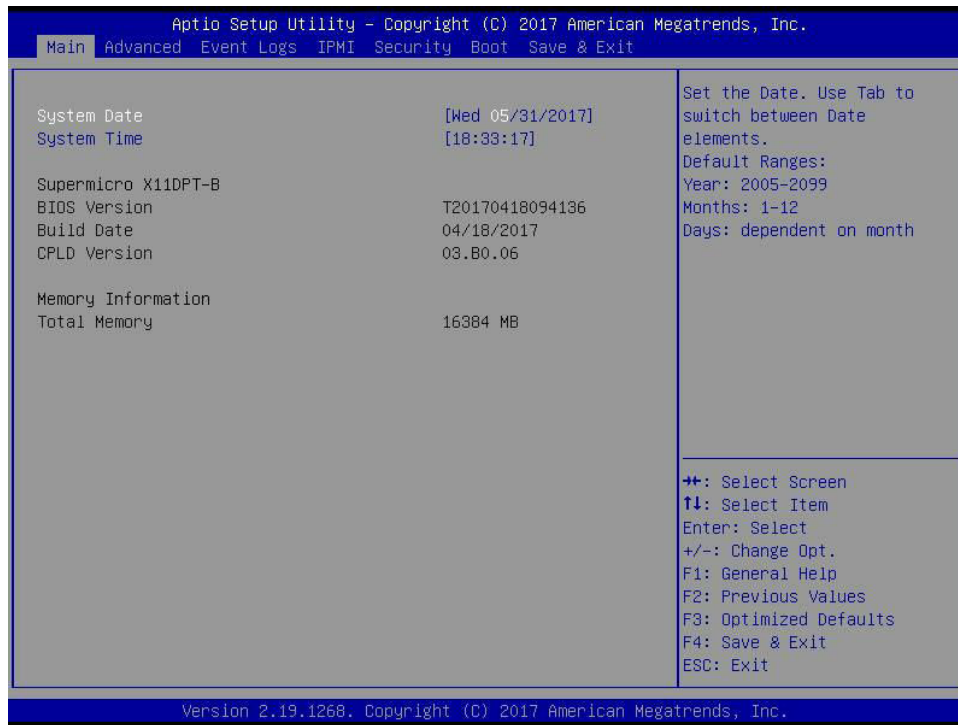 Aptio Setup Utility – Copyright (C) 2017 American Megatrends, Inc.
Main Advanced Event Logs IPMI Security Boot Save & Exit
System Date [Wed 05/31/2017]
System Time [18:33:17]
Supermicro X11DPT-B
BIOS Version T20170418094136
Build Date 04/18/2017
CPLD Version 03.B0.06
Memory Information
Total Memory 16384 MB
Set the Date. Use Tab to
switch between Date
elements.
Default Ranges:
Year: 2005-2099
Months: 1-12
Days: dependent on month
→←: Select Screen
↑↓: Select Item
Enter: Select
+/-: Change Opt.
F1: General Help
F2: Previous Values
F3: Optimized Defaults
F4: Save & Exit
ESC: Exit
Version 2.19.1268. Copyright (C) 2017 American Megatrends, Inc.